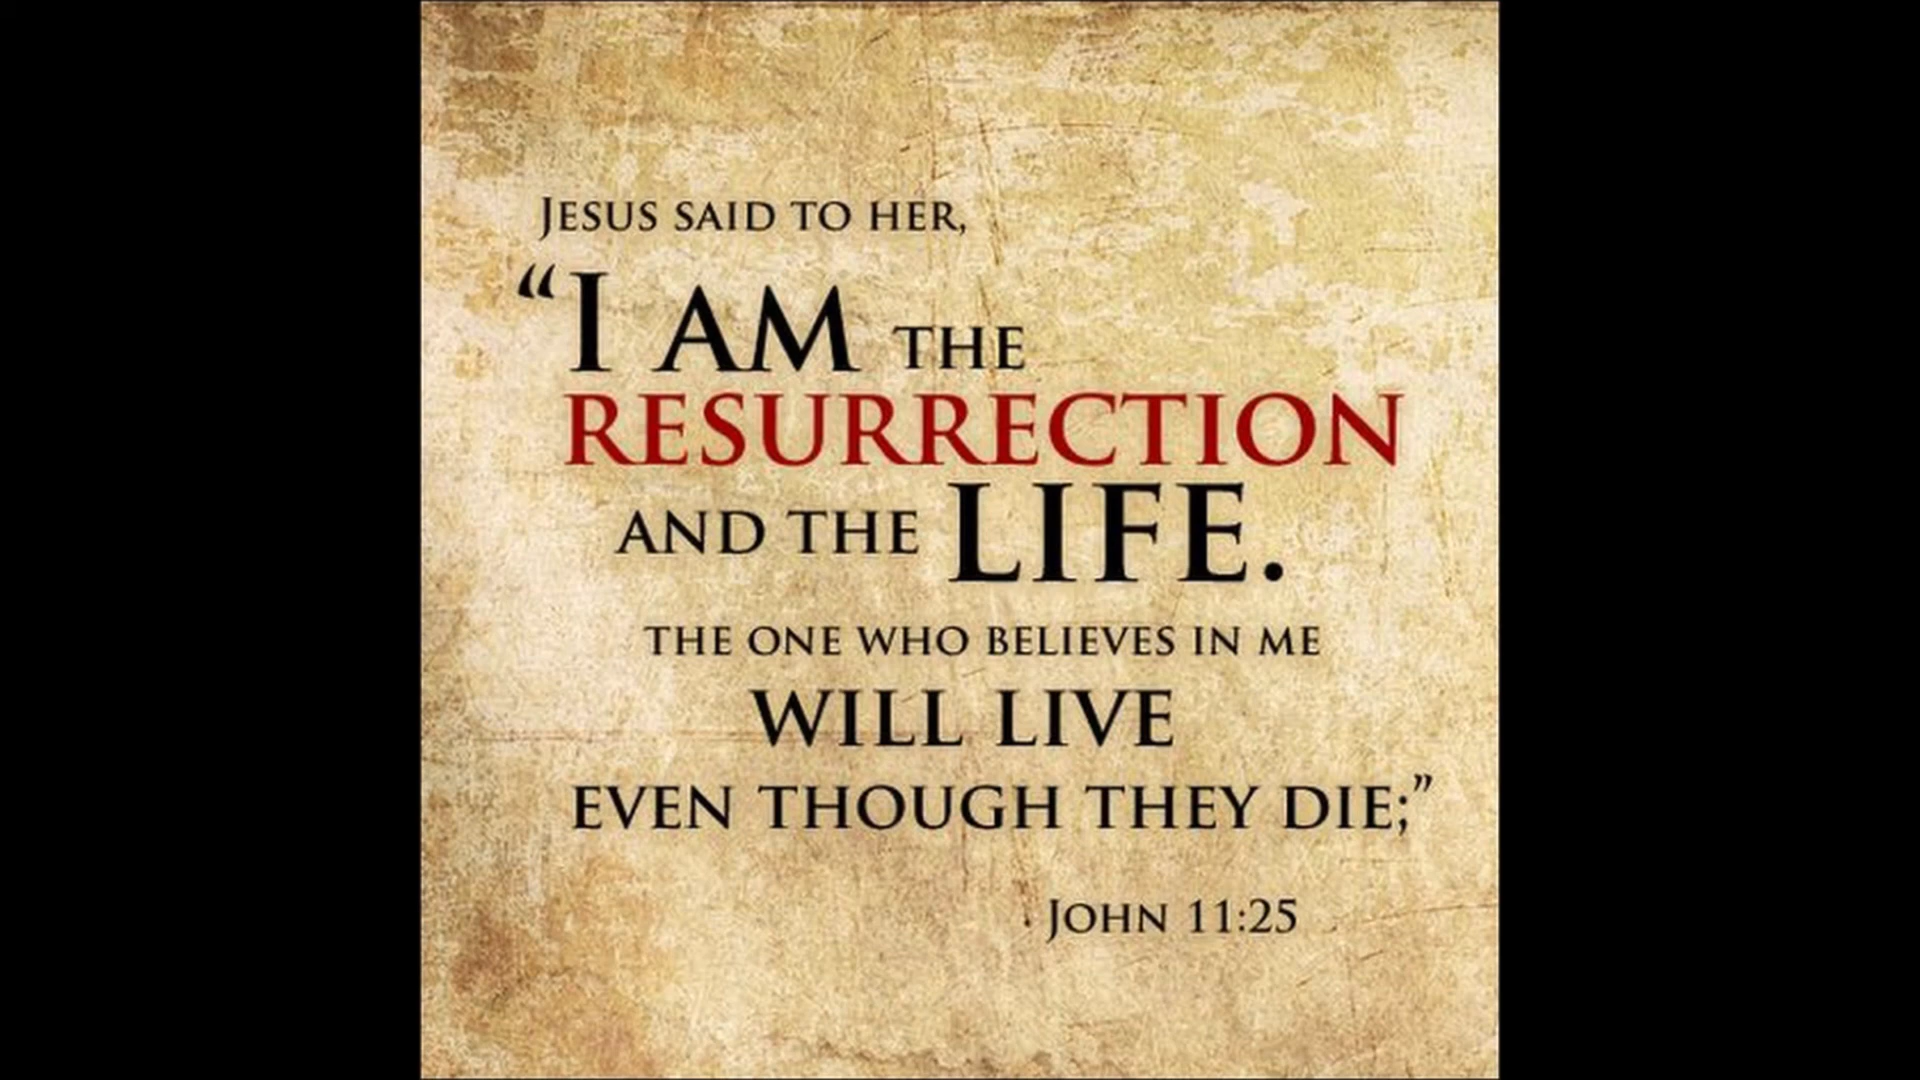 Jesus said to her,
“I am the
resurrection
and the life.
the one who believes in me
will live
even though they die;”
John 11:25